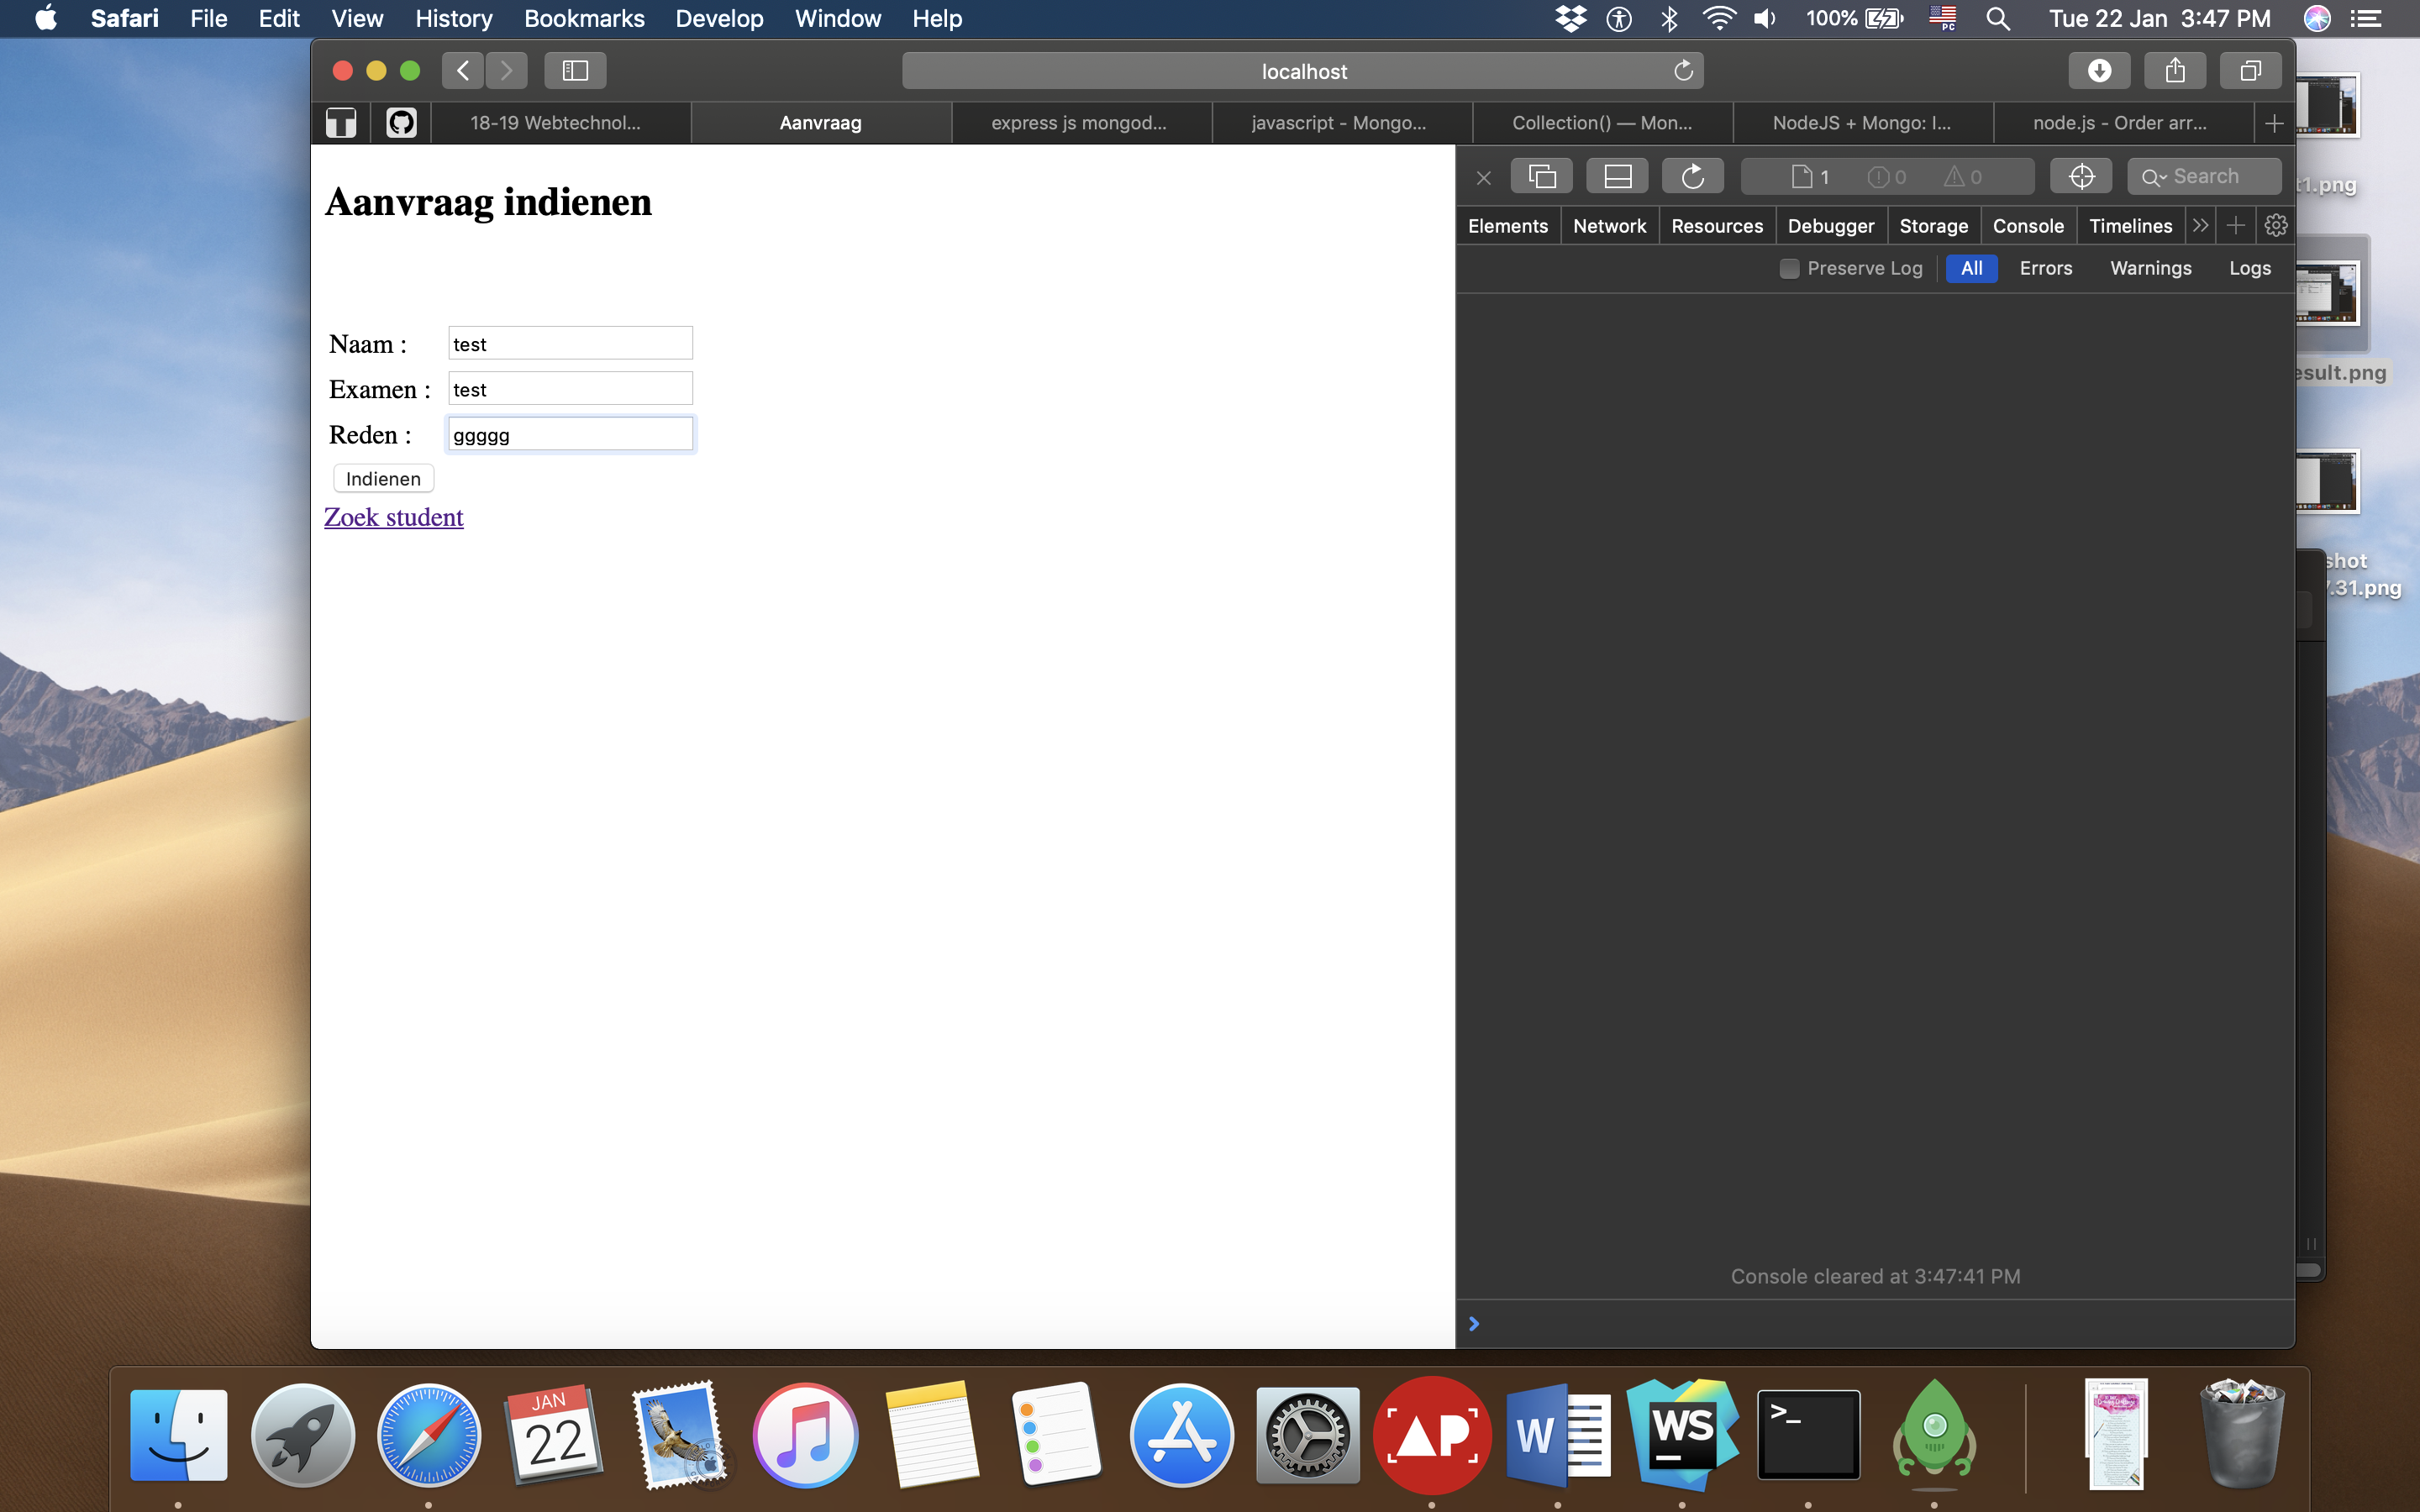 Safari File Edit View History Bookmarks Develop Window Help 100% PC Tue 22 Jan 3:47 PM
localhost
18-19 Webtechnol... Aanvraag express js mongod... javascript - Mongo... Collection() — Mon... NodeJS + Mongo: I... node.js - Order arr...
1 0 0 Search
t1.png
Elements Network Resources Debugger Storage Console Timelines
Preserve Log All Errors Warnings Logs
Aanvraag indienen
Naam : test
Examen : test
Reden : ggggg
Indienen
Zoek student
esult.png
shot
7.31.png
Console cleared at 3:47:41 PM
JAN
22
AP
W
WS
>_